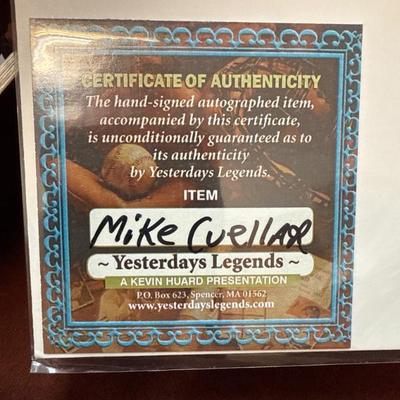 CERTIFICATE OF AUTHENTICITY
The hand-signed autographed item,
accompanied by this certificate,
is unconditionally guaranteed as to
its authenticity
by Yesterdays Legends.
ITEM
Mike Cuellar
~ Yesterdays Legends ~
A KEVIN HUARD PRESENTATION
P.O. Box 623, Spencer, MA 01562
www.yesterdayslegends.com